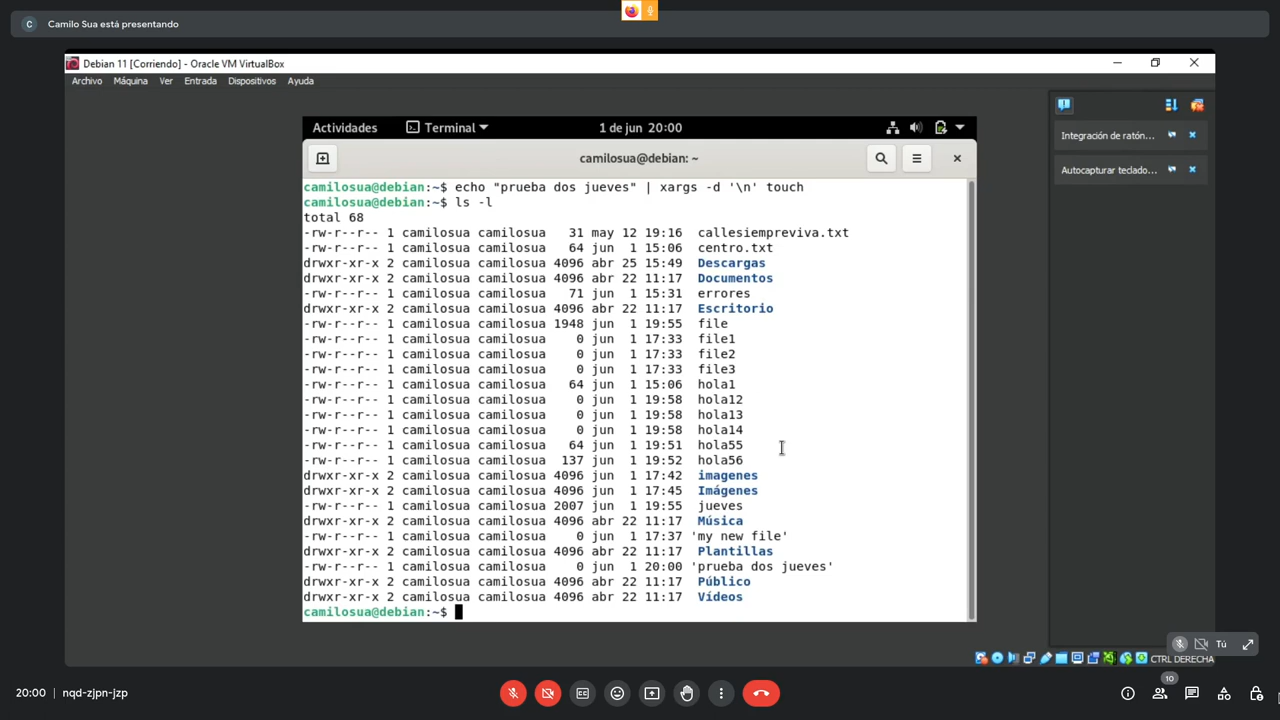 C Camilo Sua está presentando
Debian 11 [Corriendo] - Oracle VM VirtualBox
Archivo Máquina Ver Entrada Dispositivos Ayuda
Integración de ratón...
Autocapturar teclado...
Actividades Terminal 1 de jun 20:00
camilosua@debian: ~
camilosua@debian:~$ echo "prueba dos jueves" | xargs -d '\n' touch
camilosua@debian:~$ ls -l
total 68
-rw-r--r-- 1 camilosua camilosua   31 may 12 19:16  callesiempreviva.txt
-rw-r--r-- 1 camilosua camilosua   64 jun  1 15:06  centro.txt
drwxr-xr-x 2 camilosua camilosua 4096 abr 25 15:49  Descargas
drwxr-xr-x 2 camilosua camilosua 4096 abr 22 11:17  Documentos
-rw-r--r-- 1 camilosua camilosua   71 jun  1 15:31  errores
drwxr-xr-x 2 camilosua camilosua 4096 abr 22 11:17  Escritorio
-rw-r--r-- 1 camilosua camilosua 1948 jun  1 19:55  file
-rw-r--r-- 1 camilosua camilosua    0 jun  1 17:33  file1
-rw-r--r-- 1 camilosua camilosua    0 jun  1 17:33  file2
-rw-r--r-- 1 camilosua camilosua    0 jun  1 17:33  file3
-rw-r--r-- 1 camilosua camilosua   64 jun  1 15:06  hola1
-rw-r--r-- 1 camilosua camilosua    0 jun  1 19:58  hola12
-rw-r--r-- 1 camilosua camilosua    0 jun  1 19:58  hola13
-rw-r--r-- 1 camilosua camilosua    0 jun  1 19:58  hola14
-rw-r--r-- 1 camilosua camilosua   64 jun  1 19:51  hola55
-rw-r--r-- 1 camilosua camilosua  137 jun  1 19:52  hola56
drwxr-xr-x 2 camilosua camilosua 4096 jun  1 17:42  imagenes
drwxr-xr-x 2 camilosua camilosua 4096 jun  1 17:45  Imágenes
-rw-r--r-- 1 camilosua camilosua 2007 jun  1 19:55  jueves
drwxr-xr-x 2 camilosua camilosua 4096 abr 22 11:17  Música
-rw-r--r-- 1 camilosua camilosua    0 jun  1 17:37 'my new file'
drwxr-xr-x 2 camilosua camilosua 4096 abr 22 11:17  Plantillas
-rw-r--r-- 1 camilosua camilosua    0 jun  1 20:00 'prueba dos jueves'
drwxr-xr-x 2 camilosua camilosua 4096 abr 22 11:17  Público
drwxr-xr-x 2 camilosua camilosua 4096 abr 22 11:17  Vídeos
camilosua@debian:~$
Tú
CTRL DERECHA
20:00 nqd-zjpn-jzp
10